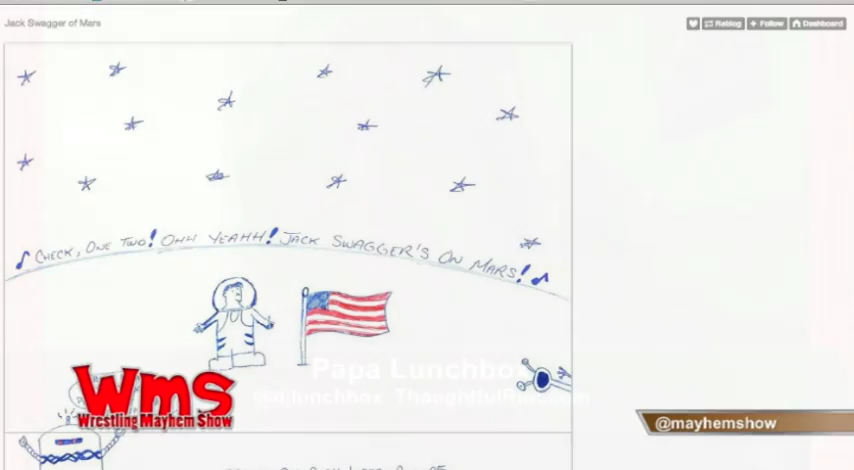 Jack Swagger of Mars
Reblog
Follow
Dashboard
CHECK, ONE TWO! OHH YEAHH! JACK SWAGGER'S ON MARS!
Papa Lunchbox
WMS
Wrestling Mayhem Show
@mayhemshow